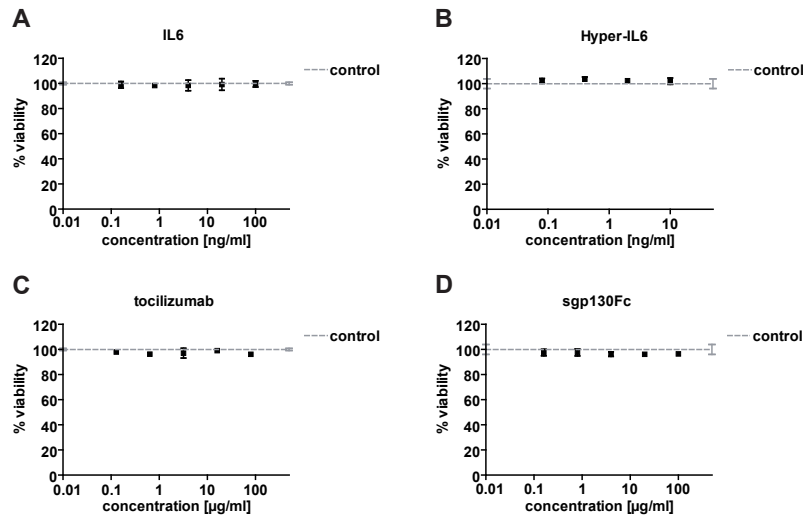 A
IL6
120
100
80
60
40
20
0
% viability
0.01
0.1
1
10
100
concentration [ng/ml]
control
B
Hyper-IL6
120
100
80
60
40
20
0
% viability
0.01
0.1
1
10
concentration [ng/ml]
control
C
tocilizumab
120
100
80
60
40
20
0
% viability
0.01
0.1
1
10
100
concentration [µg/ml]
control
D
sgp130Fc
120
100
80
60
40
20
0
% viability
0.01
0.1
1
10
100
concentration [µg/ml]
control